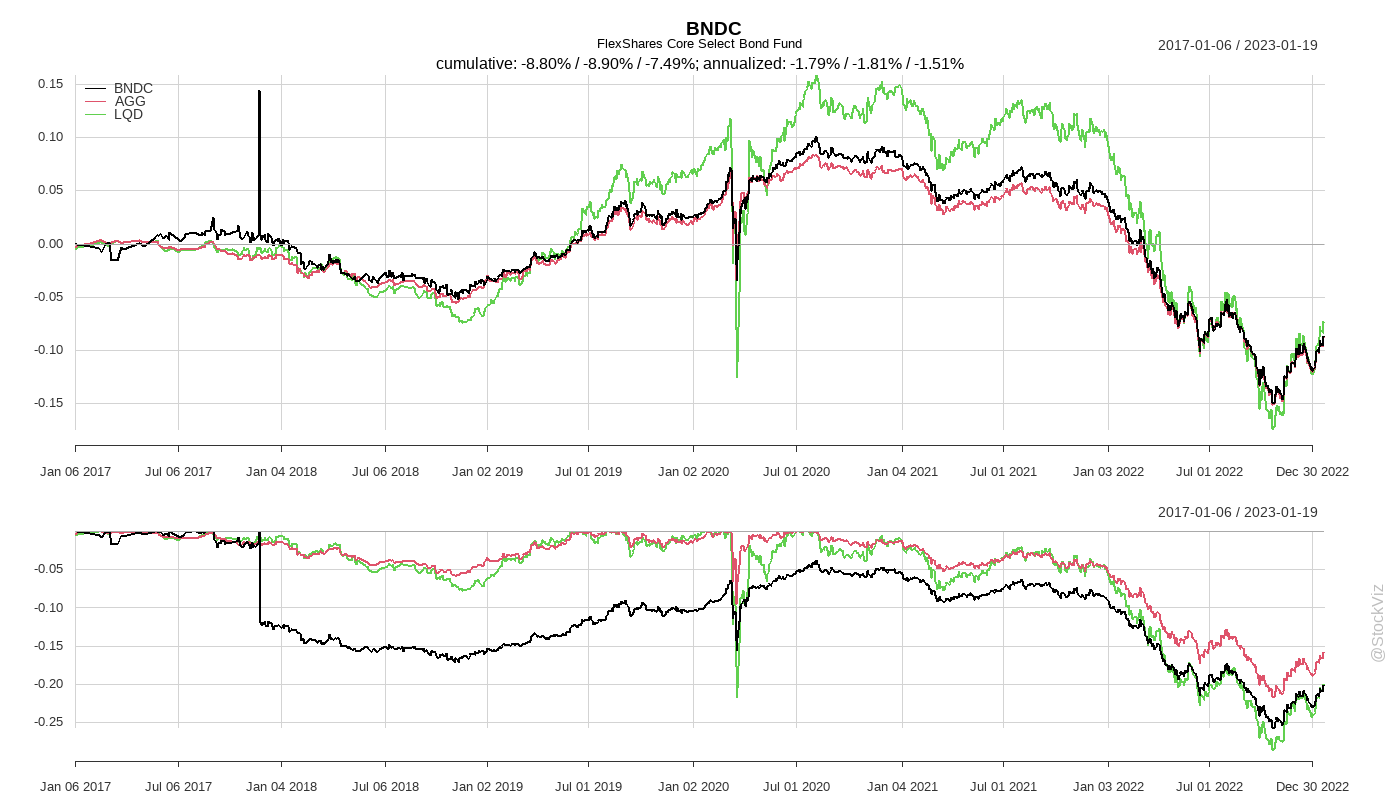 BNDC
FlexShares Core Select Bond Fund
2017-01-06 / 2023-01-19
cumulative: -8.80% / -8.90% / -7.49%; annualized: -1.79% / -1.81% / -1.51%
BNDC
AGG
LQD
0.15
0.10
0.05
0.00
-0.05
-0.10
-0.15
Jan 06 2017 Jul 06 2017 Jan 04 2018 Jul 06 2018 Jan 02 2019 Jul 01 2019 Jan 02 2020 Jul 01 2020 Jan 04 2021 Jul 01 2021 Jan 03 2022 Jul 01 2022 Dec 30 2022
2017-01-06 / 2023-01-19
-0.05
-0.10
-0.15
-0.20
-0.25
Jan 06 2017 Jul 06 2017 Jan 04 2018 Jul 06 2018 Jan 02 2019 Jul 01 2019 Jan 02 2020 Jul 01 2020 Jan 04 2021 Jul 01 2021 Jan 03 2022 Jul 01 2022 Dec 30 2022
@StockViz